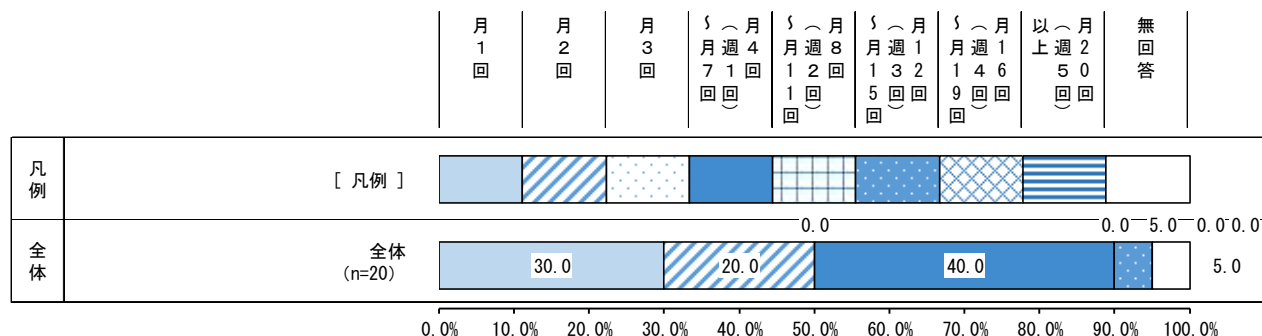 月1回
月2回
月3回
月4回
(週1回)
~月7回
月8回
(週2回)
~月11回
月12回
(週3回)
~月15回
月16回
(週4回)
~月19回
月20回
(週5回)
以上
無回答
凡例
[ 凡例 ]
0.0 0.0 5.0 0.0 0.0
全体
全体
(n=20)
30.0 20.0 40.0 5.0
0.0% 10.0% 20.0% 30.0% 40.0% 50.0% 60.0% 70.0% 80.0% 90.0% 100.0%